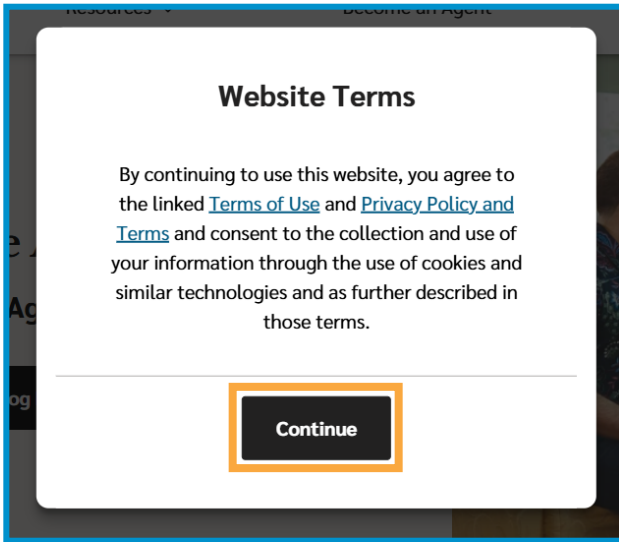 Resources
Become an Agent
Website Terms
By continuing to use this website, you agree to
the linked Terms of Use and Privacy Policy and
Terms and consent to the collection and use of
your information through the use of cookies and
similar technologies and as further described in
those terms.
Ag
og
Continue